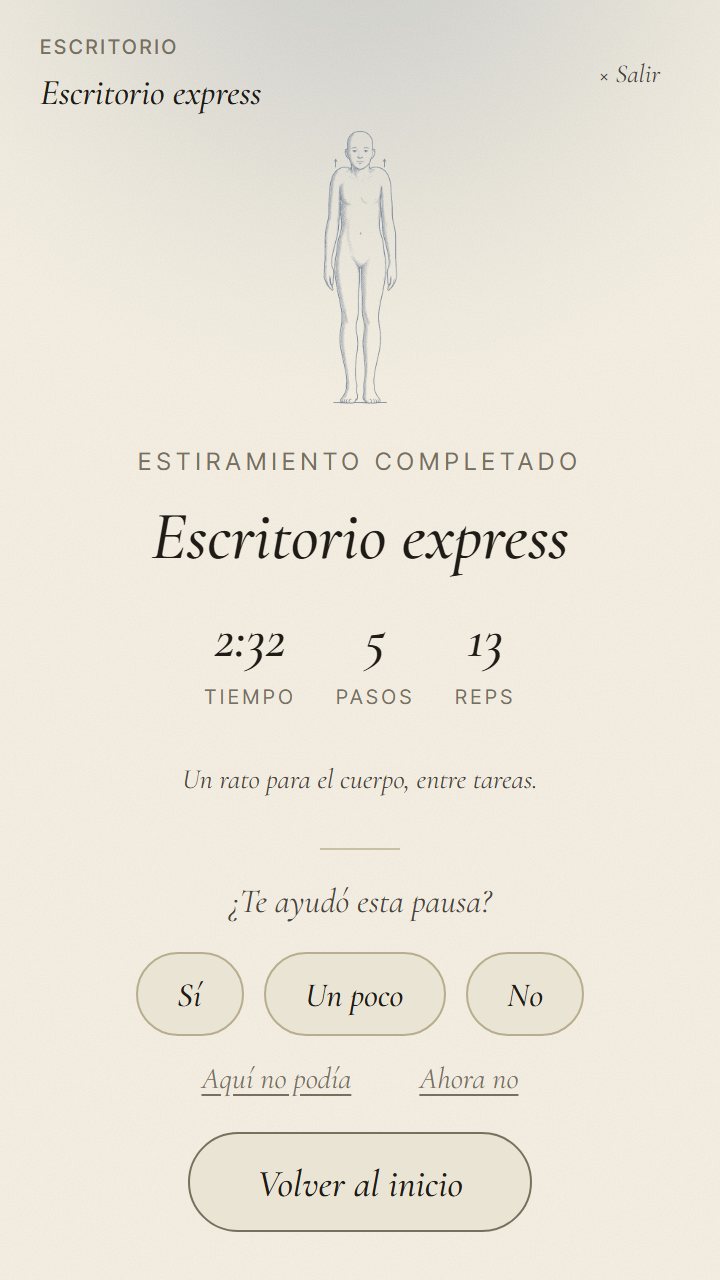 ESCRITORIO
Escritorio express
× Salir
ESTIRAMIENTO COMPLETADO
Escritorio express
2:32 5 13
TIEMPO PASOS REPS
Un rato para el cuerpo, entre tareas.
¿Te ayudó esta pausa?
Sí Un poco No
Aquí no podía Ahora no
Volver al inicio